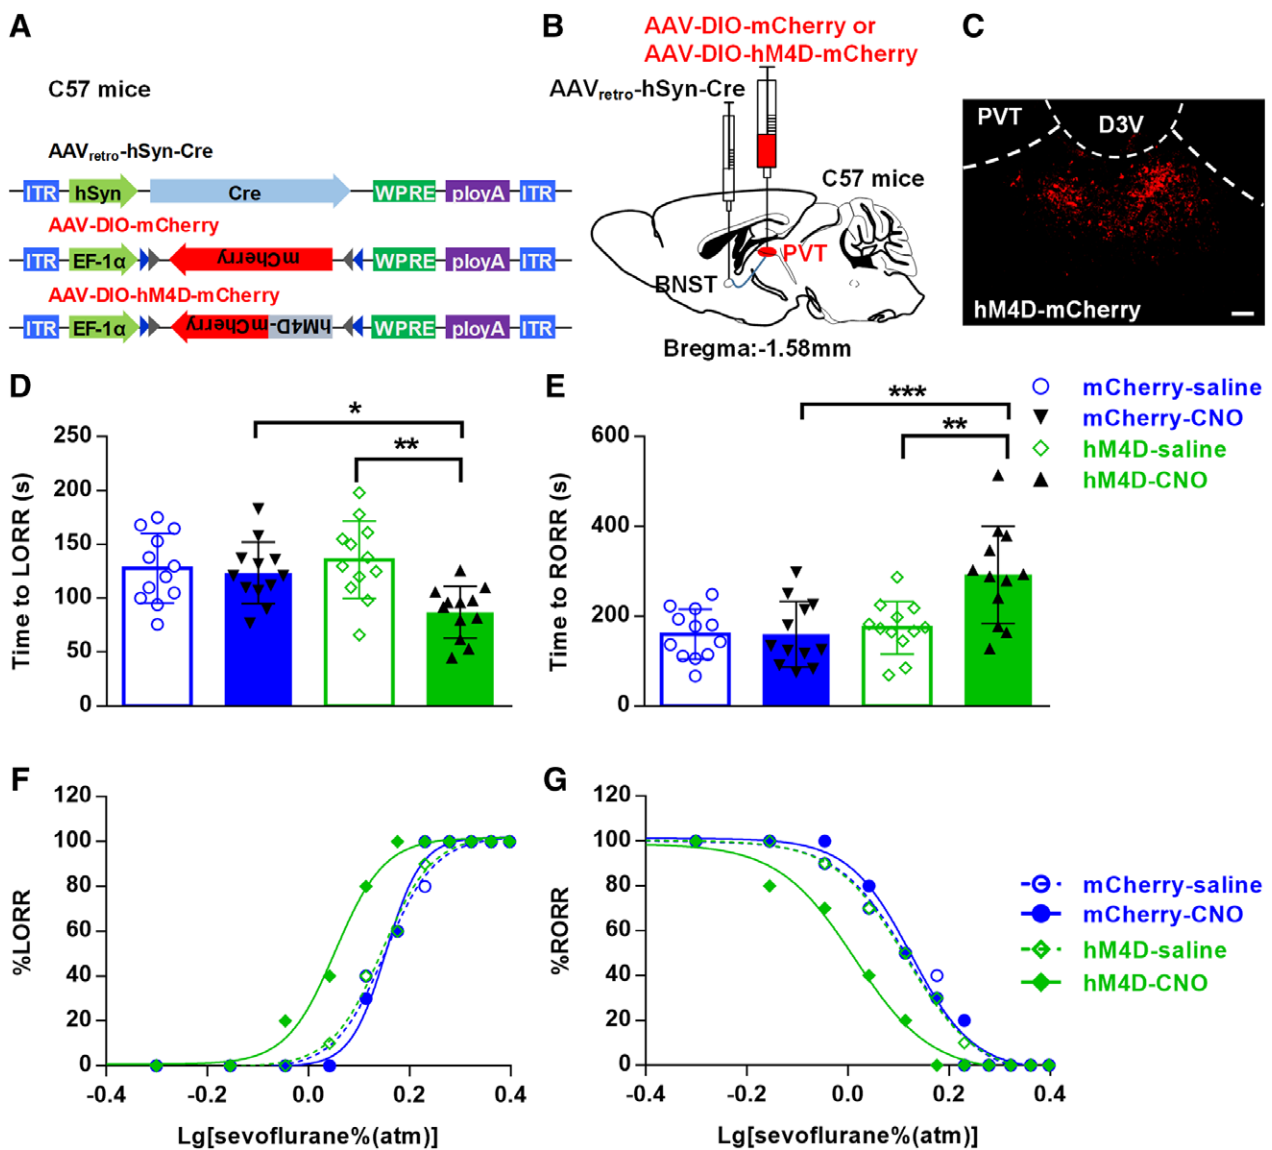 A
C57 mice
AAVretro-hSyn-Cre
ITR hSyn Cre WPRE ployA ITR
AAV-DIO-mCherry
ITR EF-1α mCherry WPRE ployA ITR
AAV-DIO-hM4D-mCherry
ITR EF-1α hM4D-mCherry WPRE ployA ITR
B
AAV-DIO-mCherry or
AAV-DIO-hM4D-mCherry
AAVretro-hSyn-Cre
C57 mice
PVT
BNST
Bregma:-1.58mm
C
PVT
D3V
hM4D-mCherry
D
Time to LORR (s)
250
200
150
100
50
0
*
**
E
Time to RORR (s)
600
400
200
0
***
**
mCherry-saline
mCherry-CNO
hM4D-saline
hM4D-CNO
F
%LORR
120
100
80
60
40
20
0
-0.4 -0.2 0.0 0.2 0.4
Lg[sevoflurane%(atm)]
G
%RORR
120
100
80
60
40
20
0
-0.4 -0.2 0.0 0.2 0.4
Lg[sevoflurane%(atm)]
mCherry-saline
mCherry-CNO
hM4D-saline
hM4D-CNO